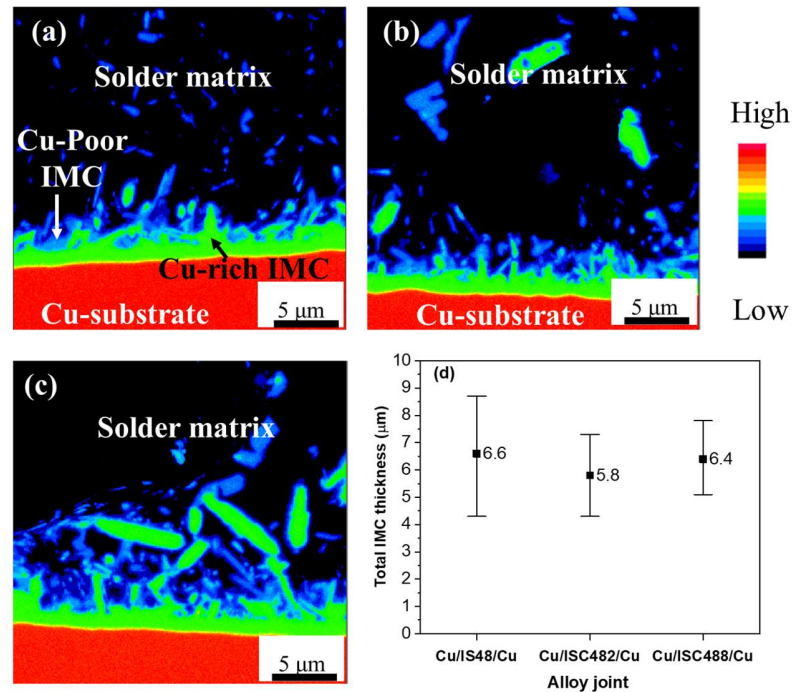 (a)
Solder matrix
Cu-Poor
IMC
Cu-rich IMC
Cu-substrate
5 μm
(b)
Solder matrix
Cu-substrate
5 μm
High
Low
(c)
Solder matrix
5 μm
(d)
Total IMC thickness (μm)
10
9
8
7
6
5
4
3
2
1
0
6.6
5.8
6.4
Cu/IS48/Cu Cu/ISC482/Cu Cu/ISC488/Cu
Alloy joint